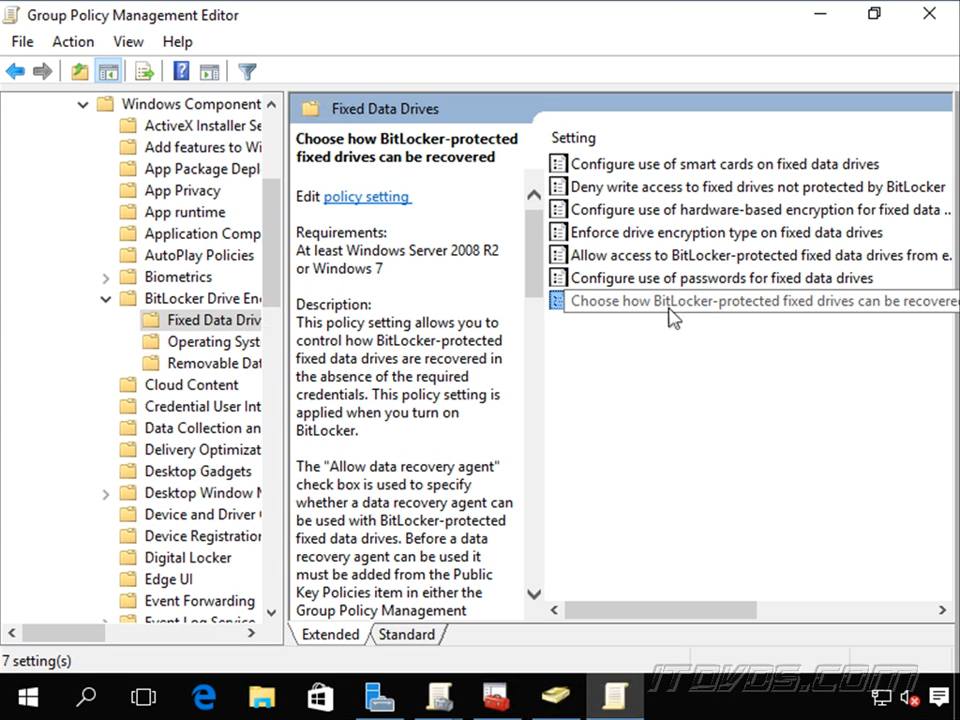 Group Policy Management Editor
File Action View Help
Windows Component
ActiveX Installer Se
Add features to Wi
App Package Depl
App Privacy
App runtime
Application Comp
AutoPlay Policies
Biometrics
BitLocker Drive En
Fixed Data Driv
Operating Syst
Removable Dat
Cloud Content
Credential User Int
Data Collection an
Delivery Optimizat
Desktop Gadgets
Desktop Window M
Device and Driver
Device Registration
Digital Locker
Edge UI
Event Forwarding
Event Log Service
Fixed Data Drives
Choose how BitLocker-protected
fixed drives can be recovered
Edit policy setting
Requirements:
At least Windows Server 2008 R2
or Windows 7
Description:
This policy setting allows you to
control how BitLocker-protected
fixed data drives are recovered in
the absence of the required
credentials. This policy setting is
applied when you turn on
BitLocker.
The "Allow data recovery agent"
check box is used to specify
whether a data recovery agent can
be used with BitLocker-protected
fixed data drives. Before a data
recovery agent can be used it
must be added from the Public
Key Policies item in either the
Group Policy Management
Setting
Configure use of smart cards on fixed data drives
Deny write access to fixed drives not protected by BitLocker
Configure use of hardware-based encryption for fixed data ..
Enforce drive encryption type on fixed data drives
Allow access to BitLocker-protected fixed data drives from e.
Configure use of passwords for fixed data drives
Choose how BitLocker-protected fixed drives can be recovere
Extended Standard
7 setting(s)
ITDVDS.com